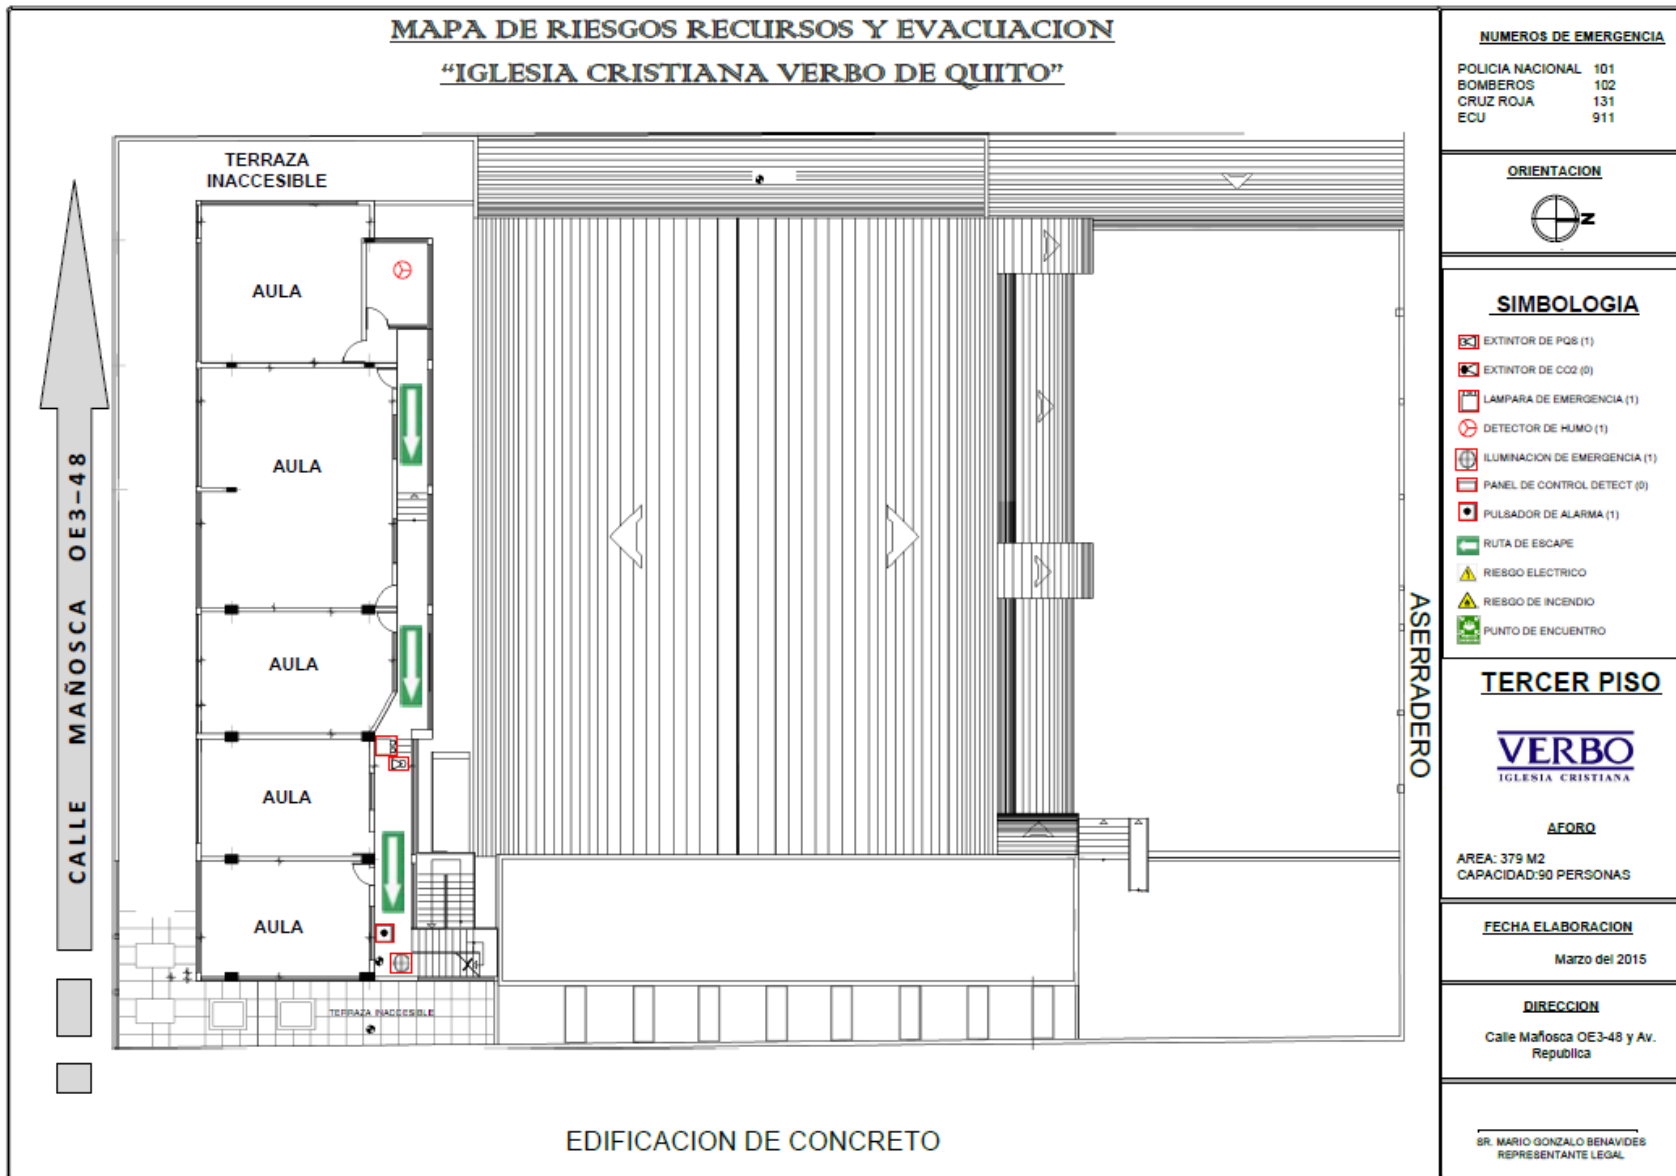 MAPA DE RIESGOS RECURSOS Y EVACUACION
“IGLESIA CRISTIANA VERBO DE QUITO”
TERRAZA
INACCESIBLE
AULA
AULA
AULA
AULA
AULA
TERRAZA INACCESIBLE
CALLE MAÑOSCA OE3-48
ASERRADERO
EDIFICACION DE CONCRETO
NUMEROS DE EMERGENCIA
POLICIA NACIONAL 101
BOMBEROS 102
CRUZ ROJA 131
ECU 911
ORIENTACION
N
SIMBOLOGIA
EXTINTOR DE PQS (1)
EXTINTOR DE CO2 (0)
LAMPARA DE EMERGENCIA (1)
DETECTOR DE HUMO (1)
ILUMINACION DE EMERGENCIA (1)
PANEL DE CONTROL DETECT (0)
PULSADOR DE ALARMA (1)
RUTA DE ESCAPE
RIESGO ELECTRICO
RIESGO DE INCENDIO
PUNTO DE ENCUENTRO
TERCER PISO
VERBO
IGLESIA CRISTIANA
AFORO
AREA: 379 M2
CAPACIDAD:90 PERSONAS
FECHA ELABORACION
Marzo del 2015
DIRECCION
Calle Mañosca OE3-48 y Av.
Republica
SR. MARIO GONZALO BENAVIDES
REPRESENTANTE LEGAL